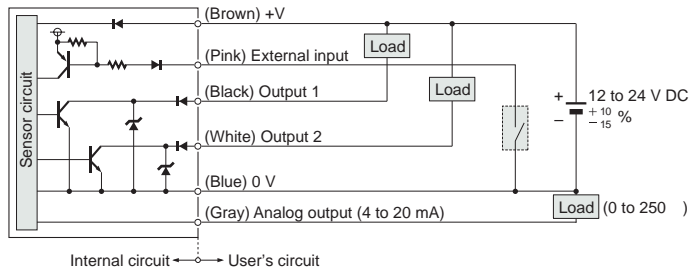 (Brown) +V
(Pink) External input
Load
(Black) Output 1
Load
Sensor circuit
+ 12 to 24 V DC
− + 10 − 15 %
(White) Output 2
(Blue) 0 V
(Gray) Analog output (4 to 20 mA)
Load (0 to 250 )
Internal circuit User's circuit